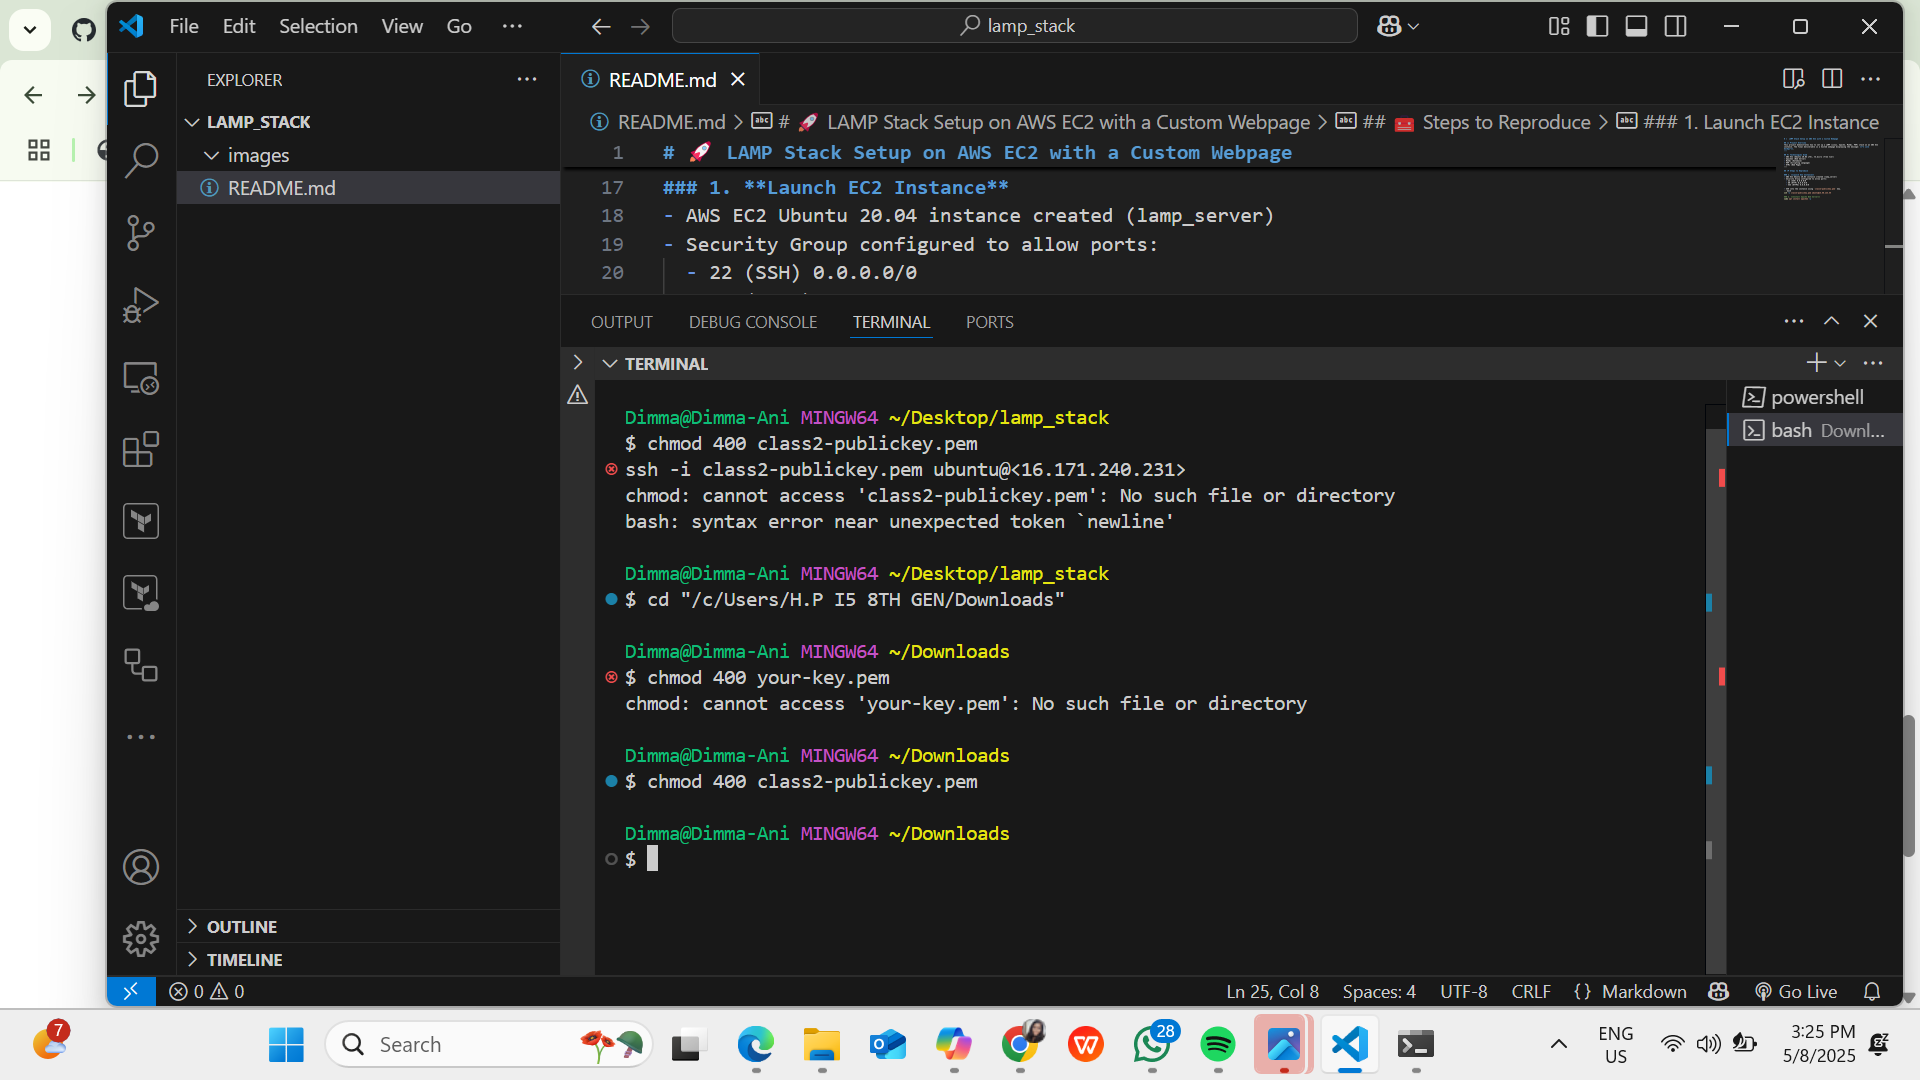 File Edit Selection View Go ···
lamp_stack
EXPLORER
LAMP_STACK
images
README.md
OUTLINE
TIMELINE
README.md
README.md > # 🚀 LAMP Stack Setup on AWS EC2 with a Custom Webpage > ## 🧰 Steps to Reproduce > ### 1. Launch EC2 Instance
1 # 🚀 LAMP Stack Setup on AWS EC2 with a Custom Webpage
17 ### 1. **Launch EC2 Instance**
18 - AWS EC2 Ubuntu 20.04 instance created (lamp_server)
19 - Security Group configured to allow ports:
20 - 22 (SSH) 0.0.0.0/0
OUTPUT DEBUG CONSOLE TERMINAL PORTS
TERMINAL
powershell
bash Downl...
Dimma@Dimma-Ani MINGW64 ~/Desktop/lamp_stack
$ chmod 400 class2-publickey.pem
ssh -i class2-publickey.pem ubuntu@<16.171.240.231>
chmod: cannot access 'class2-publickey.pem': No such file or directory
bash: syntax error near unexpected token `newline'
Dimma@Dimma-Ani MINGW64 ~/Desktop/lamp_stack
$ cd "/c/Users/H.P I5 8TH GEN/Downloads"
Dimma@Dimma-Ani MINGW64 ~/Downloads
$ chmod 400 your-key.pem
chmod: cannot access 'your-key.pem': No such file or directory
Dimma@Dimma-Ani MINGW64 ~/Downloads
$ chmod 400 class2-publickey.pem
Dimma@Dimma-Ani MINGW64 ~/Downloads
$
0 0
Ln 25, Col 8 Spaces: 4 UTF-8 CRLF {} Markdown Go Live
7
Search
28
ENG
US
3:25 PM
5/8/2025